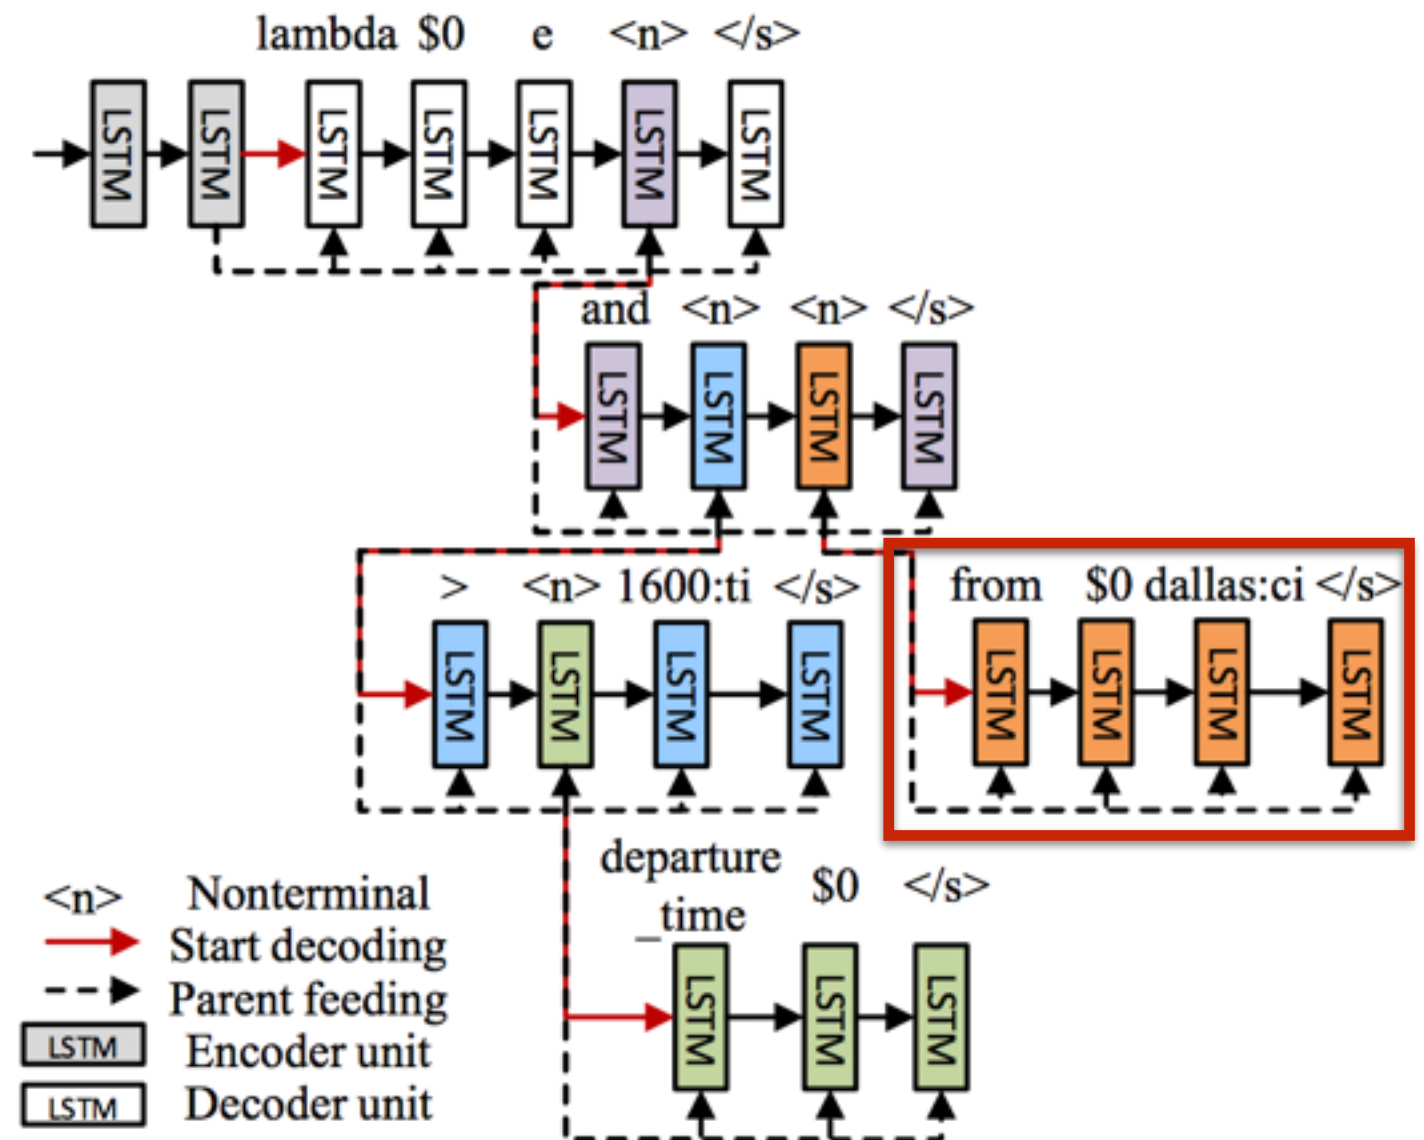 lambda $0 e <n> </s>
LSTM LSTM LSTM LSTM LSTM LSTM LSTM
and <n> <n> </s>
LSTM LSTM LSTM LSTM
> <n> 1600:ti </s>
LSTM LSTM LSTM LSTM
from $0 dallas:ci </s>
LSTM LSTM LSTM LSTM
departure
_time $0 </s>
LSTM LSTM LSTM
<n> Nonterminal
Start decoding
Parent feeding
LSTM Encoder unit
LSTM Decoder unit